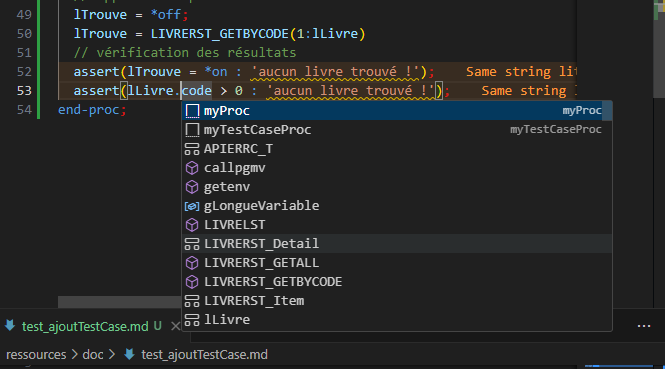 49 lTrouve = *off;
50 lTrouve = LIVRERST_GETBYCODE(1:lLivre)
51 // vérification des résultats
52 assert(lTrouve = *on : 'aucun livre trouvé !'); Same string lit
53 assert(lLivre.code > 0 : 'aucun livre trouvé !'); Same string l
54 end-proc;
myProc myProc
myTestCaseProc myTestCaseProc
APIERRC_T
callpgmv
getenv
gLongueVariable
LIVRELST
LIVRERST_Detail
LIVRERST_GETALL
LIVRERST_GETBYCODE
LIVRERST_Item
lLivre
test_ajoutTestCase.md U ×
ressources > doc > test_ajoutTestCase.md